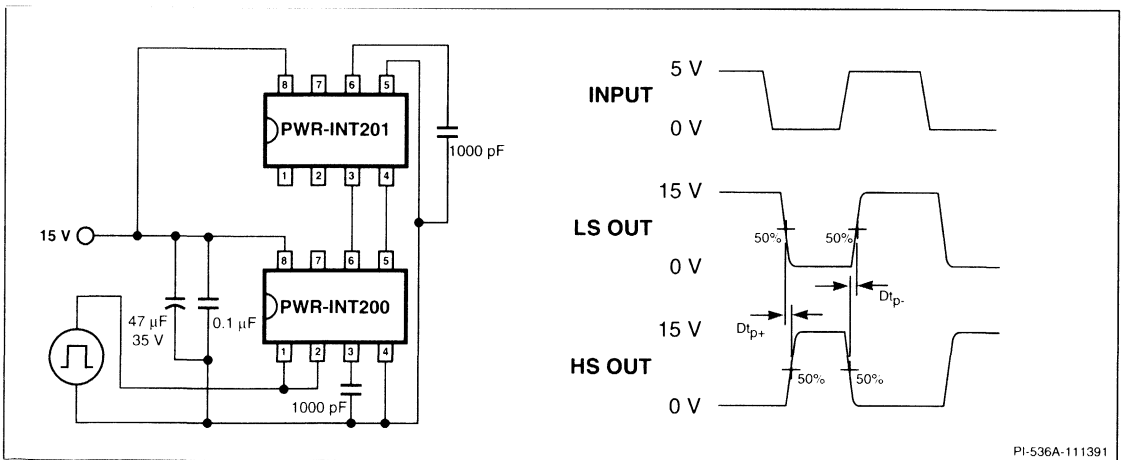 8 7 6 5
PWR-INT201
1000 pF
1 2 3 4
15 V
8 7 6 5
PWR-INT200
47 µF
35 V
0.1 µF
1 2 3 4
1000 pF
INPUT
5 V
0 V
LS OUT
15 V
50%
50%
0 V
Dtp-
Dtp+
HS OUT
15 V
50%
50%
0 V
PI-536A-111391